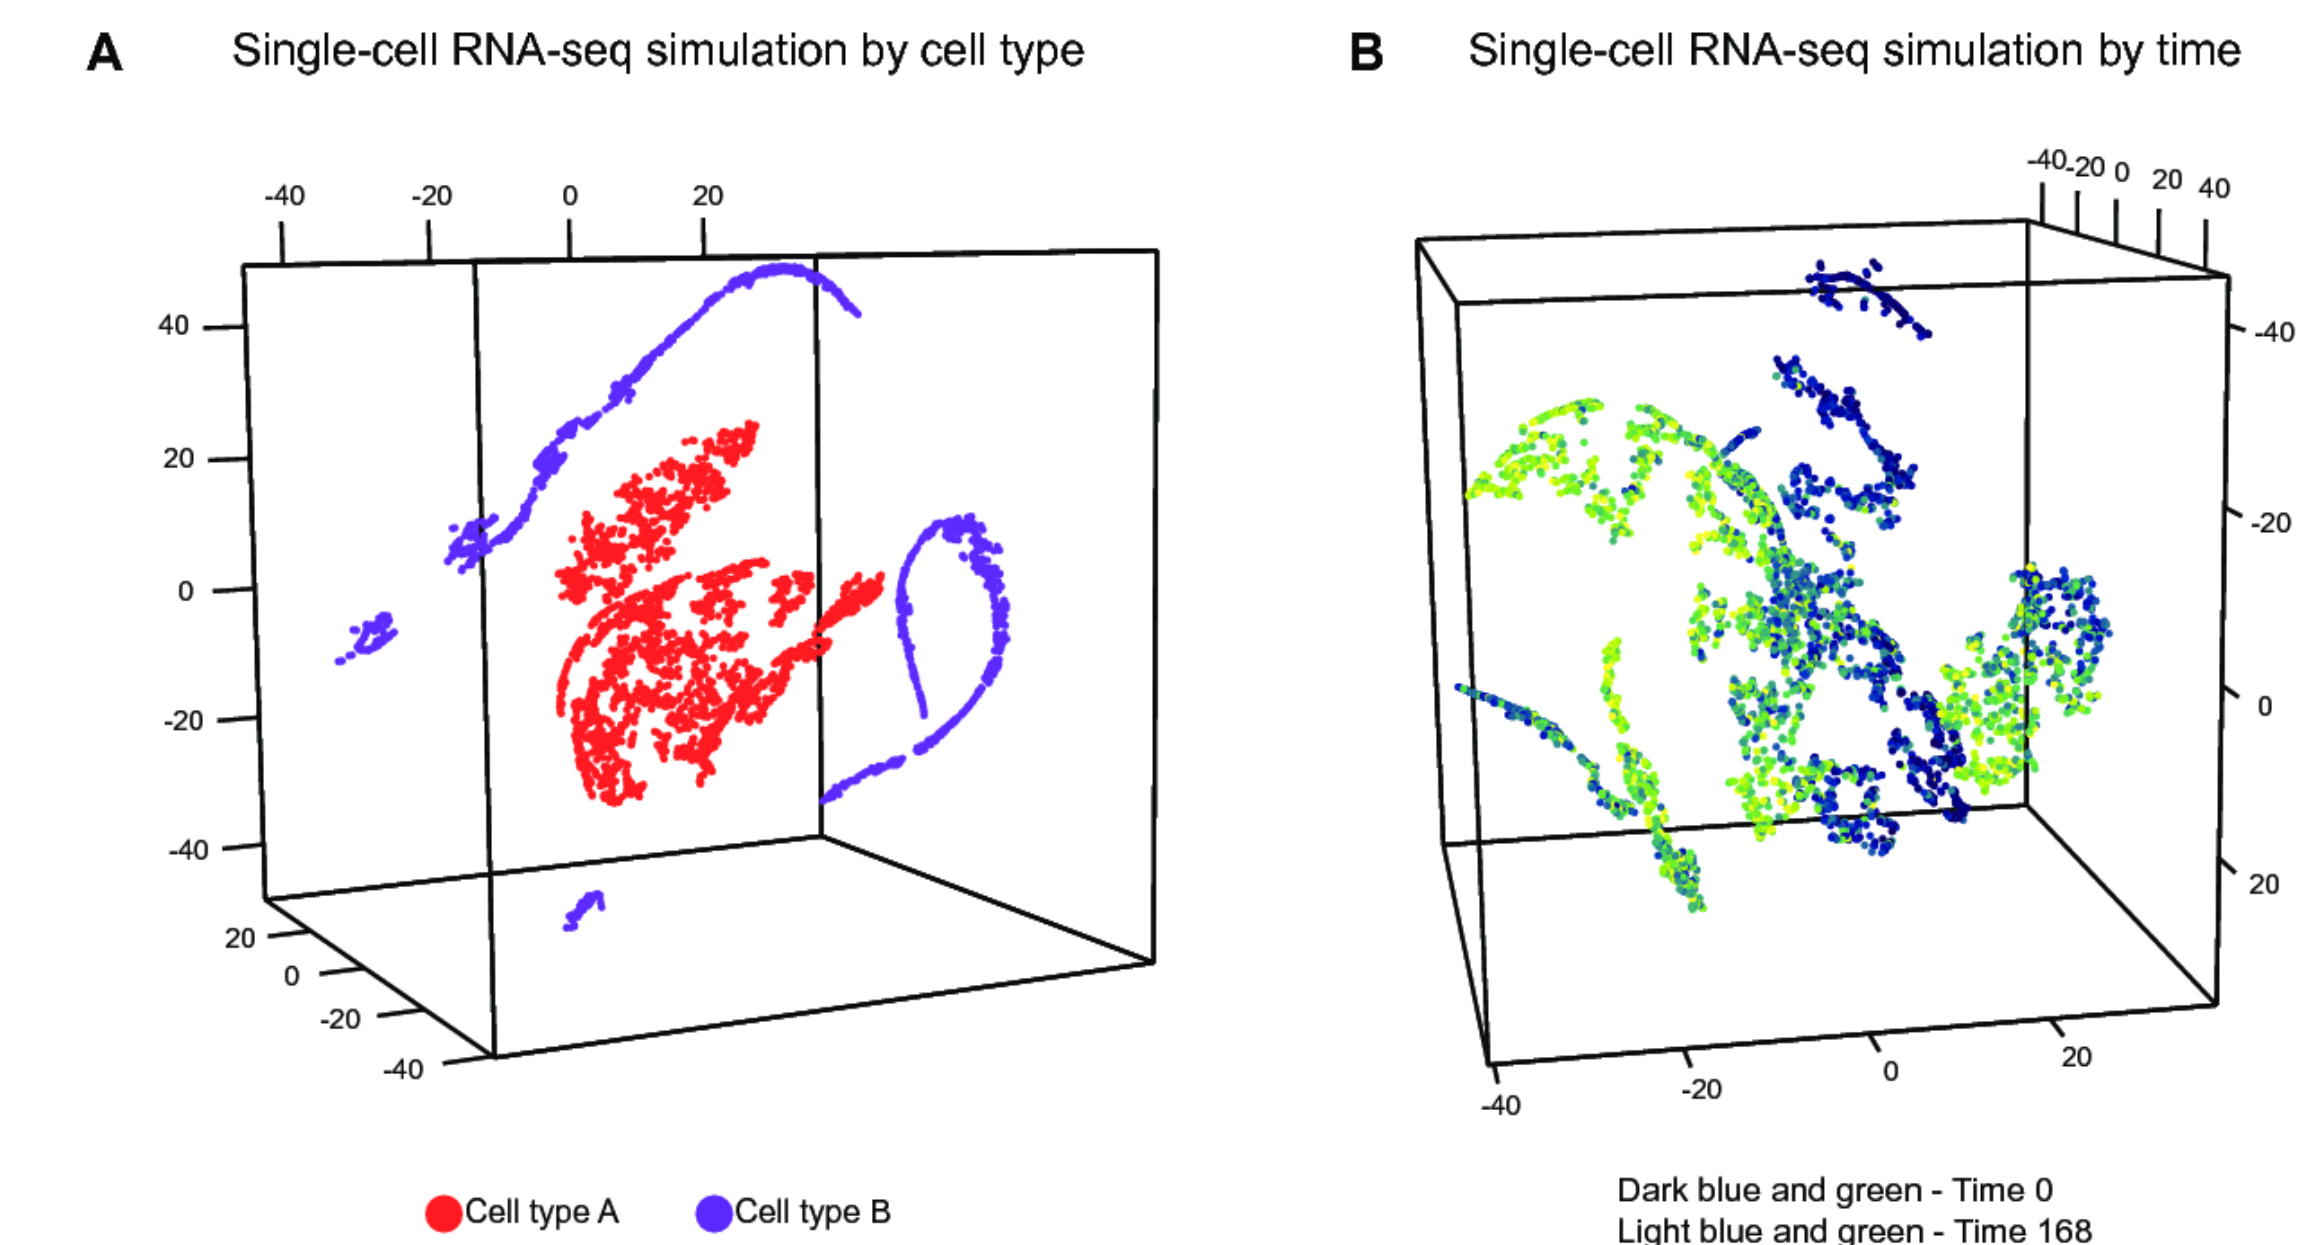 A Single-cell RNA-seq simulation by cell type
-40 -20 0 20
40
20
0
-20
-40
20
0
-20
-40
Cell type A Cell type B
B Single-cell RNA-seq simulation by time
-40 -20 0 20 40
-40
-20
0
20
-40 -20 0 20
Dark blue and green - Time 0
Light blue and green - Time 168